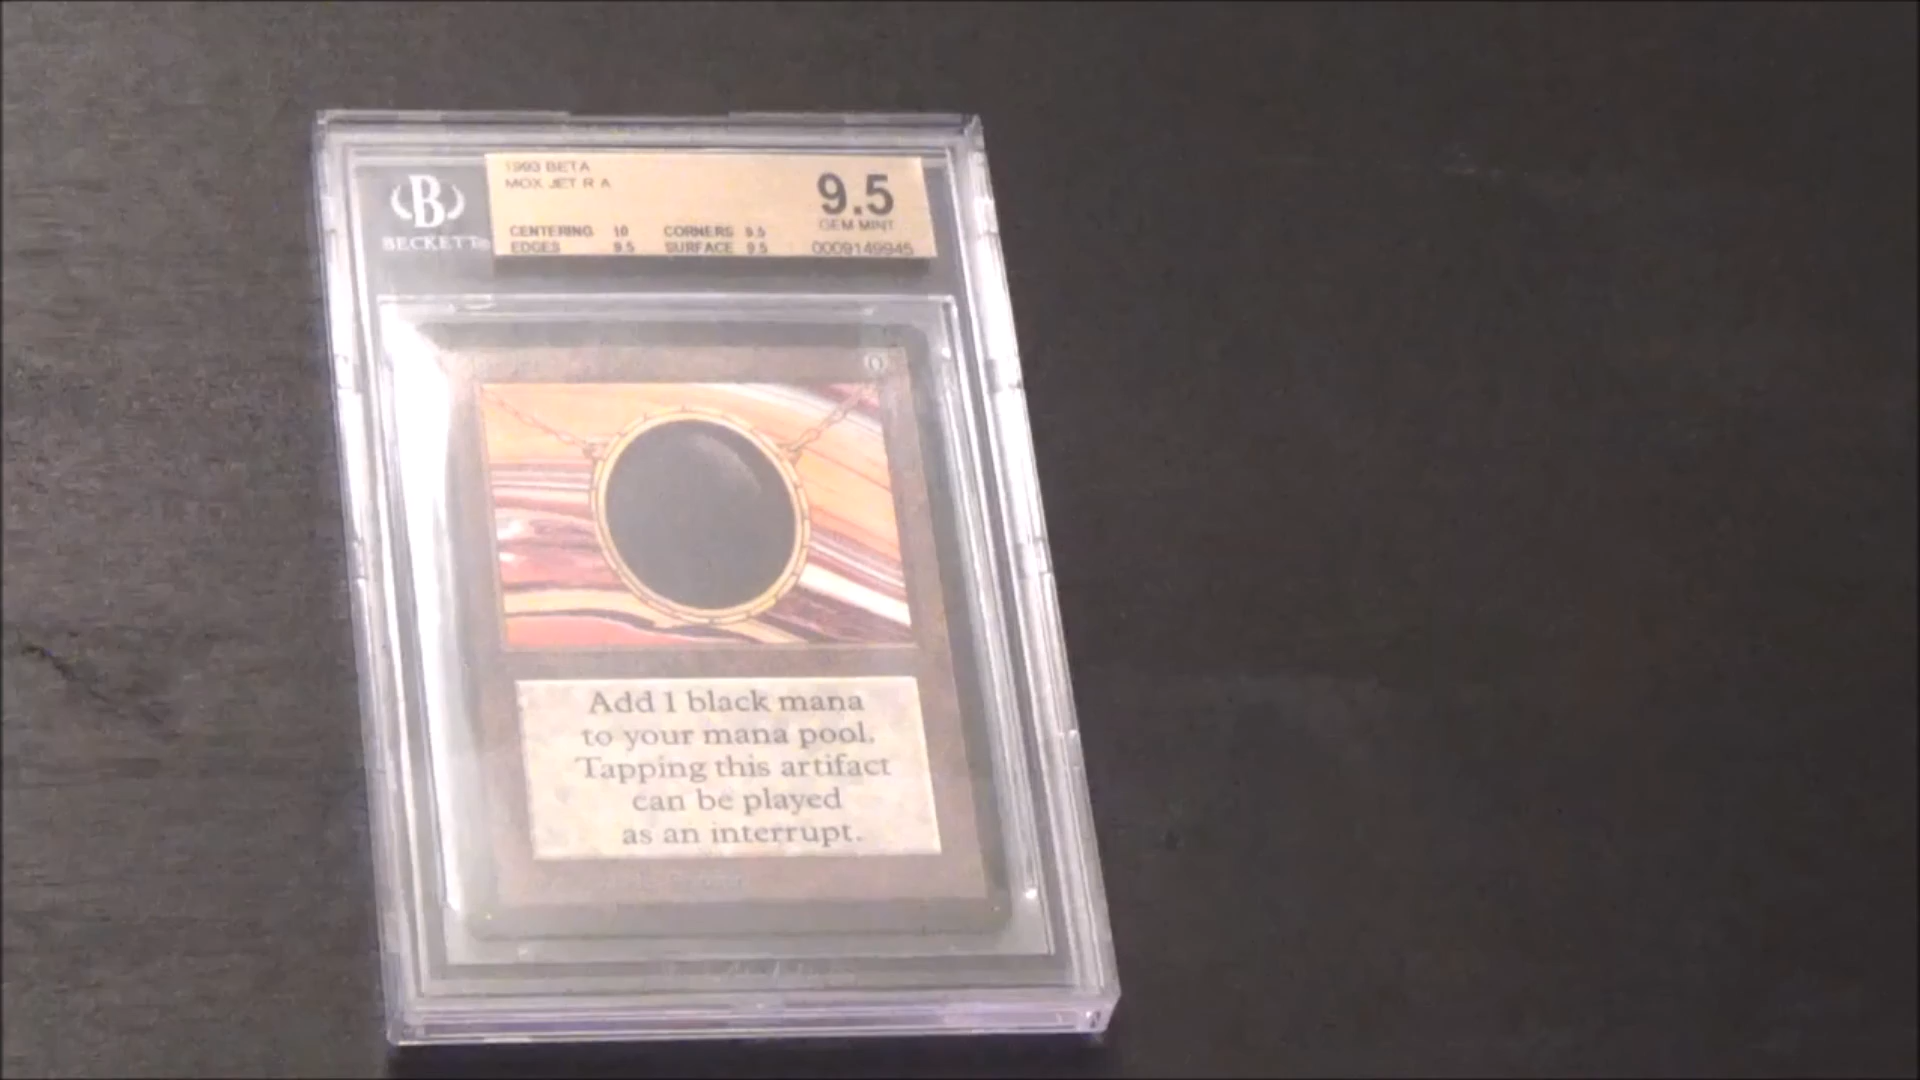 1993 BETA
MOX JET R A
9.5
GEM MINT
CENTERING 10 CORNERS 9.5
EDGES 9.5 SURFACE 9.5
0009149945
B
BECKETT®
0
Add 1 black mana
to your mana pool.
Tapping this artifact
can be played
as an interrupt.